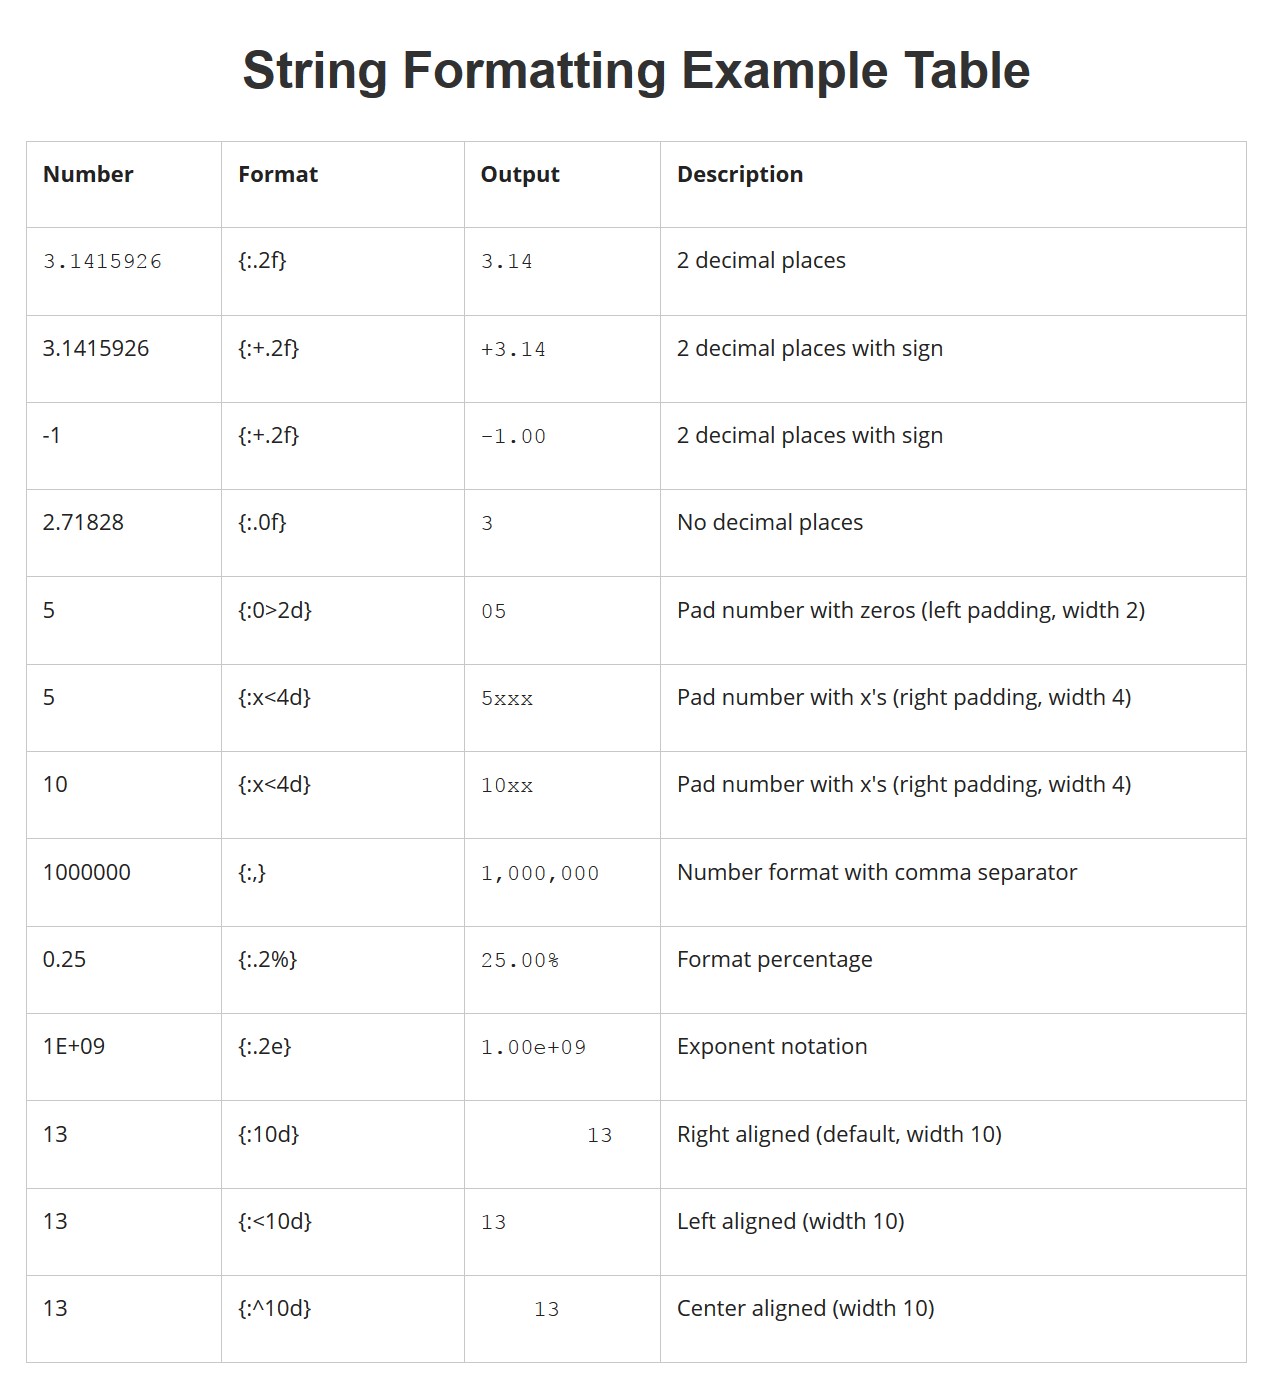 String Formatting Example Table
Number Format Output Description
3.1415926 {:.2f} 3.14 2 decimal places
3.1415926 {:+.2f} +3.14 2 decimal places with sign
-1 {:+.2f} -1.00 2 decimal places with sign
2.71828 {:.0f} 3 No decimal places
5 {:0>2d} 05 Pad number with zeros (left padding, width 2)
5 {:x<4d} 5xxx Pad number with x's (right padding, width 4)
10 {:x<4d} 10xx Pad number with x's (right padding, width 4)
1000000 {:,} 1,000,000 Number format with comma separator
0.25 {:.2%} 25.00% Format percentage
1E+09 {:.2e} 1.00e+09 Exponent notation
13 {:10d} 13 Right aligned (default, width 10)
13 {:<10d} 13 Left aligned (width 10)
13 {:^10d} 13 Center aligned (width 10)